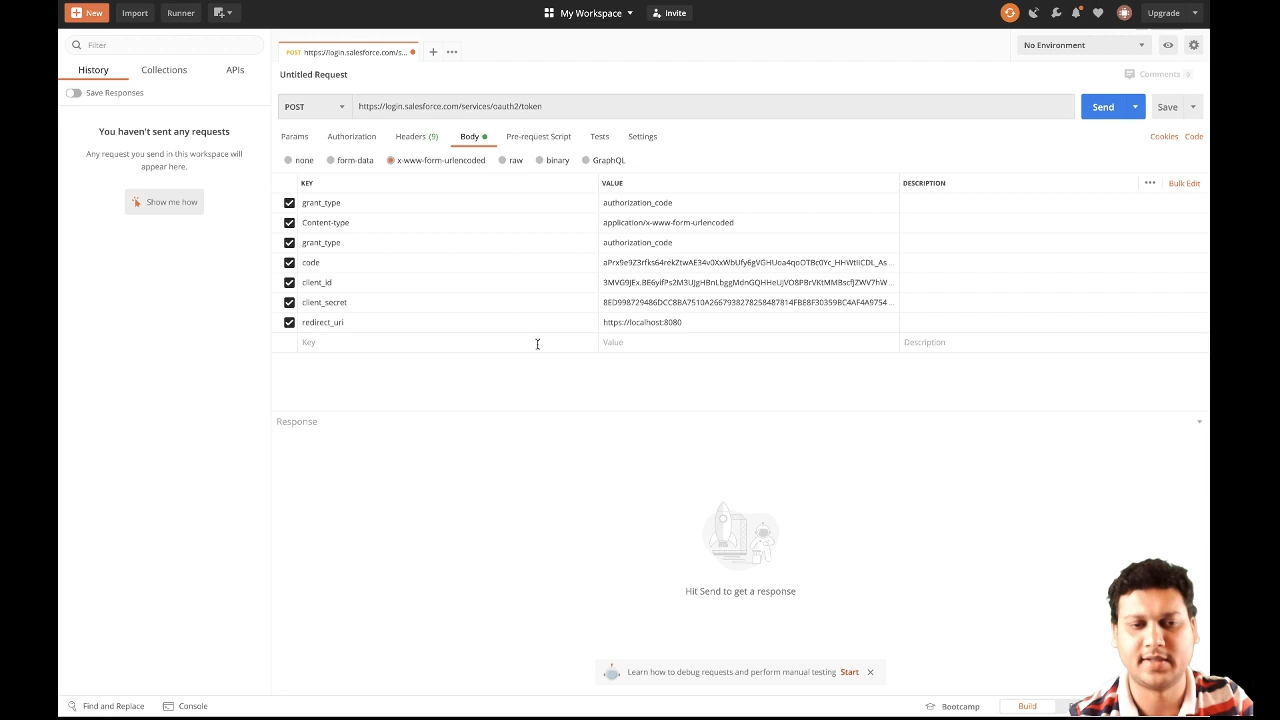 New Import Runner My Workspace Invite Upgrade
Filter
POST https://login.salesforce.com/s...
No Environment
History Collections APIs
Untitled Request
Comments 0
Save Responses
POST https://login.salesforce.com/services/oauth2/token Send Save
You haven't sent any requests
Any request you send in this workspace will
appear here.
Show me how
Params Authorization Headers (9) Body Pre-request Script Tests Settings Cookies Code
none form-data x-www-form-urlencoded raw binary GraphQL
KEY VALUE DESCRIPTION Bulk Edit
grant_type authorization_code
Content-type application/x-www-form-urlencoded
grant_type authorization_code
code
client_id
client_secret
redirect_uri https://localhost:8080
Key Value Description
Response
Hit Send to get a response
Learn how to debug requests and perform manual testing Start
Find and Replace Console Bootcamp Build